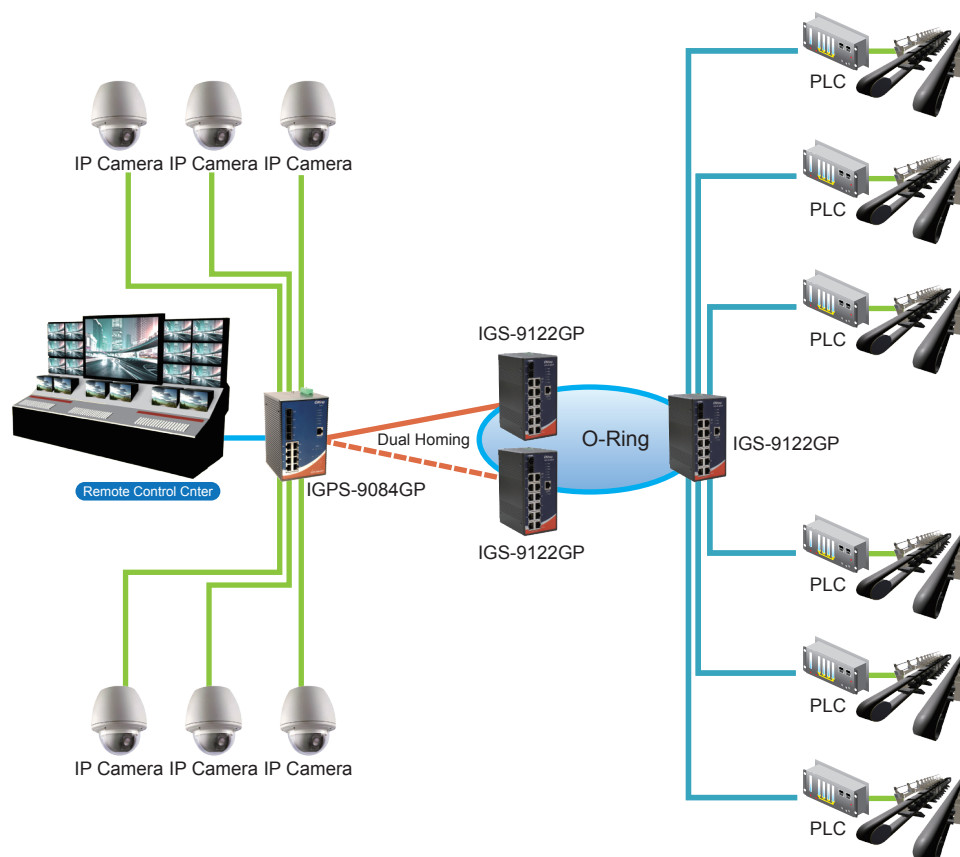 PLC
IP Camera IP Camera IP Camera
PLC
PLC
IGS-9122GP
Dual Homing
O-Ring
IGS-9122GP
Remote Control Cnter
IGPS-9084GP
IGS-9122GP
PLC
PLC
IP Camera IP Camera IP Camera
PLC